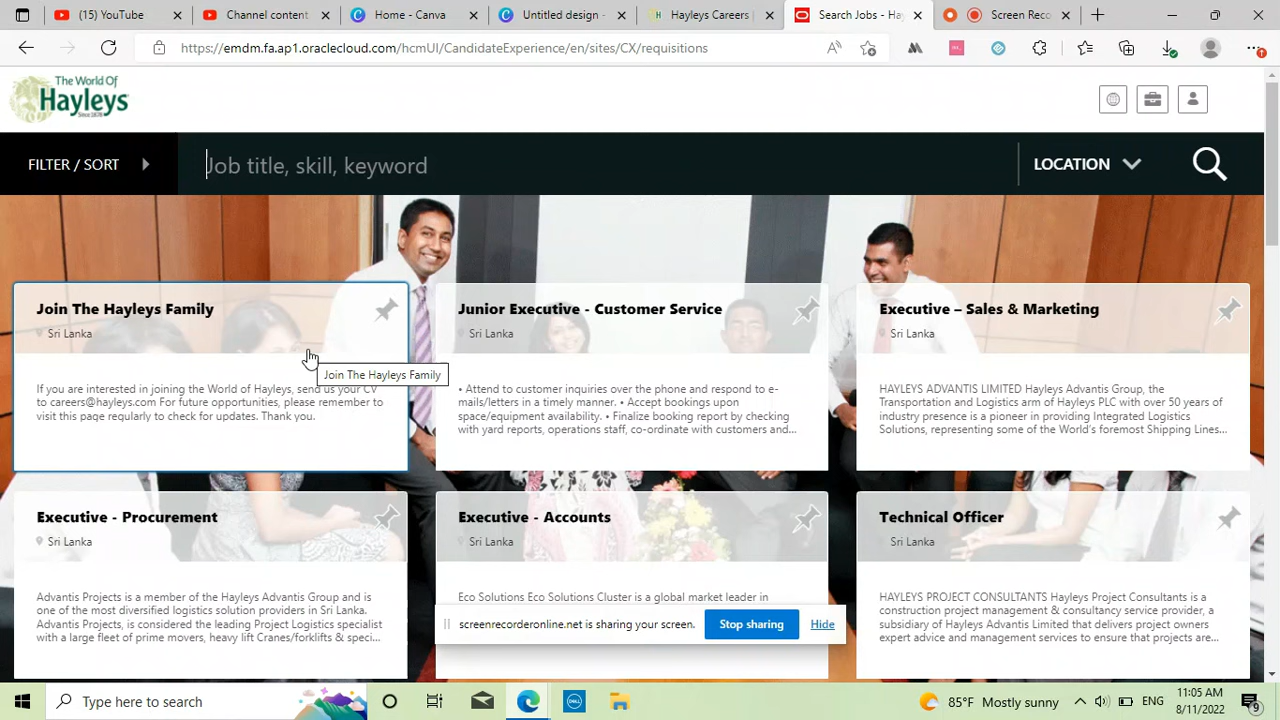 (1) YouTube
Editor - C
Color design -
Hayleys Careers
Search Jobs - Hay
Screen Recor
https://emdm.fa.ap1.oraclecloud.com/hcmUI/CandidateExperience/en/sites/CX/requisitions
The World Of
Hayleys
Since 1878
FILTER / SORT
Job title, skill, keyword
LOCATION
Join The Hayleys Family
Sri Lanka
Join The Hayleys Family
If you are interested in joining the World of Hayleys, send us your CV
to careers@hayleys.com For future opportunities, please remember to
visit this page regularly to check for updates. Thank you.
Junior Executive - Customer Service
Sri Lanka
• Attend to customer inquiries over the phone and respond to e-
mails/letters in a timely manner. • Accept bookings upon
space/equipment availability. • Finalize booking report by checking
with yard reports, operations staff, co-ordinate with customers and...
Executive – Sales & Marketing
Sri Lanka
HAYLEYS ADVANTIS LIMITED Hayleys Advantis Group, the
Transportation and Logistics arm of Hayleys PLC with over 50 years of
industry presence is a pioneer in providing Integrated Logistics
Solutions, representing some of the World's foremost Shipping Lines...
Executive - Procurement
Sri Lanka
Advantis Projects is a member of the Hayleys Advantis Group and is
one of the most diversified logistics solution providers in Sri Lanka.
Advantis Projects, is considered the leading Project Logistics specialist
with a large fleet of prime movers, heavy lift Cranes/forklifts & speci...
Executive - Accounts
Sri Lanka
Eco Solutions Eco Solutions Cluster is a global market leader in
Technical Officer
Sri Lanka
HAYLEYS PROJECT CONSULTANTS Hayleys Project Consultants is a
construction project management & consultancy service provider, a
subsidiary of Hayleys Advantis Limited that delivers project owners
expert advice and management services to ensure that projects are...
screenrecorderonline.net is sharing your screen.
Stop sharing
Hide
Type here to search
DELL
85°F Mostly sunny
ENG
11:05 AM
8/11/2022
9